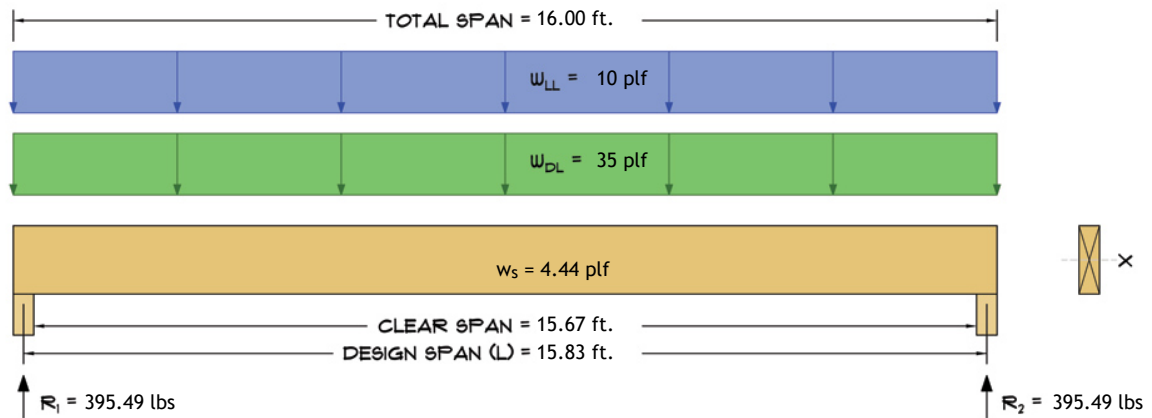 TOTAL SPAN = 16.00 ft.
WLL = 10 plf
WDL = 35 plf
ws = 4.44 plf
X
CLEAR SPAN = 15.67 ft.
DESIGN SPAN (L) = 15.83 ft.
R1 = 395.49 lbs
R2 = 395.49 lbs